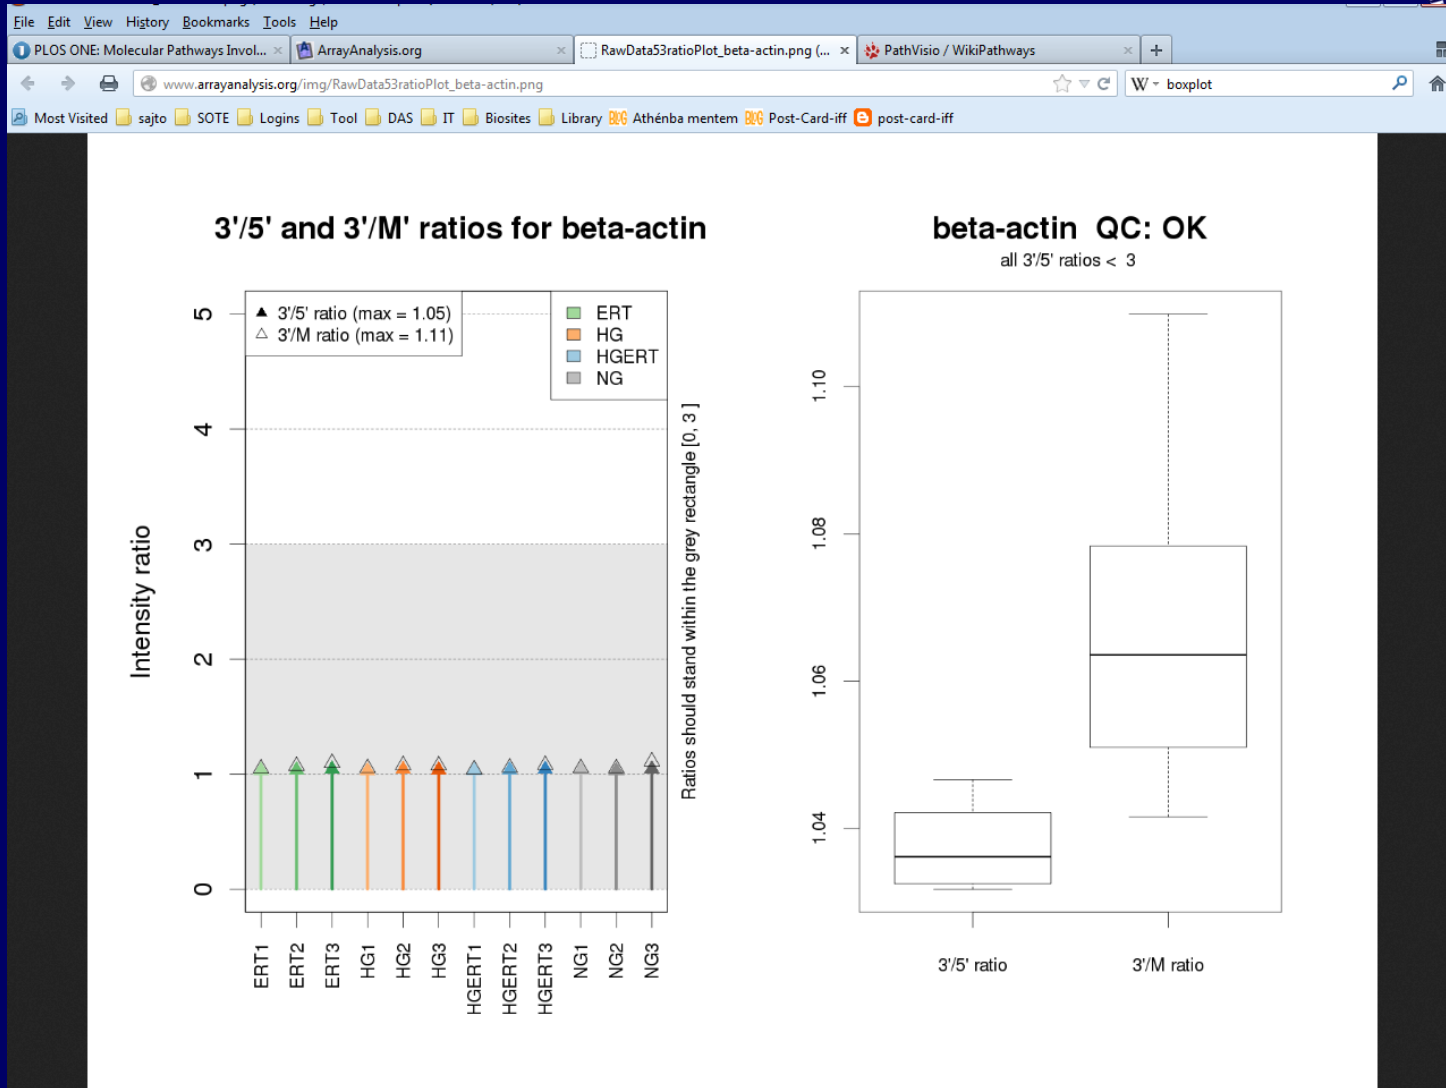 File Edit View History Bookmarks Tools Help
PLOS ONE: Molecular Pathways Invol... × ArrayAnalysis.org × RawData53ratioPlot_beta-actin.png (... × PathVisio / WikiPathways × +
www.arrayanalysis.org/img/RawData53ratioPlot_beta-actin.png W boxplot
Most Visited sajto SOTE Logins Tool DAS IT Biosites Library BlG Athénba mentem BlG Post-Card-iff post-card-iff
3'/5' and 3'/M' ratios for beta-actin
3'/5' ratio (max = 1.05)
3'/M ratio (max = 1.11)
ERT
HG
HGERT
NG
5
4
3
2
1
0
Intensity ratio
Ratios should stand within the grey rectangle [0, 3 ]
ERT1
ERT2
ERT3
HG1
HG2
HG3
HGERT1
HGERT2
HGERT3
NG1
NG2
NG3
beta-actin QC: OK
all 3'/5' ratios < 3
1.10
1.08
1.06
1.04
3'/5' ratio
3'/M ratio